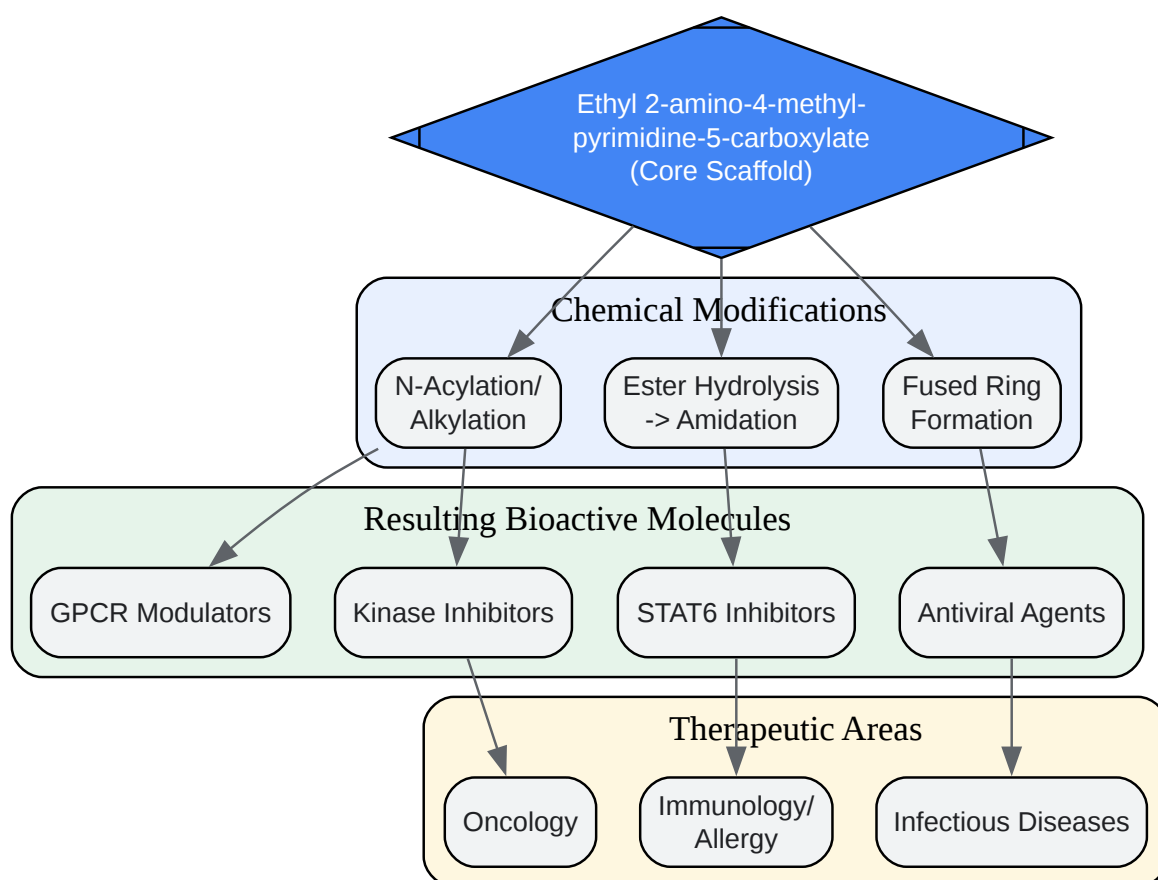 Ethyl 2-amino-4-methyl-
pyrimidine-5-carboxylate
(Core Scaffold)
Chemical Modifications
N-Acylation/
Alkylation
Ester Hydrolysis
-> Amidation
Fused Ring
Formation
Resulting Bioactive Molecules
GPCR Modulators
Kinase Inhibitors
STAT6 Inhibitors
Antiviral Agents
Therapeutic Areas
Oncology
Immunology/
Allergy
Infectious Diseases